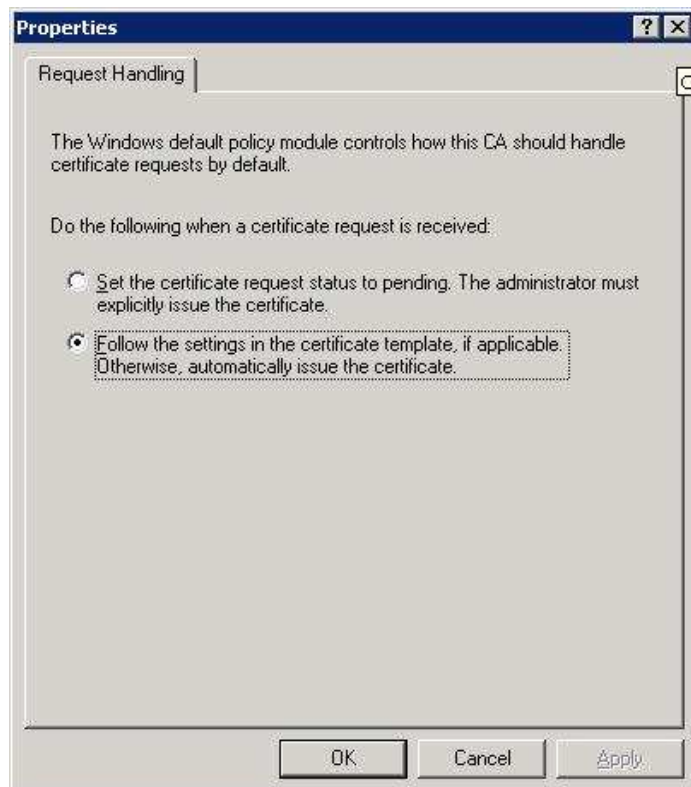 Properties
Request Handling
The Windows default policy module controls how this CA should handle
certificate requests by default.
Do the following when a certificate request is received:
Set the certificate request status to pending. The administrator must
explicitly issue the certificate.
Follow the settings in the certificate template, if applicable.
Otherwise, automatically issue the certificate.
OK
Cancel
Apply